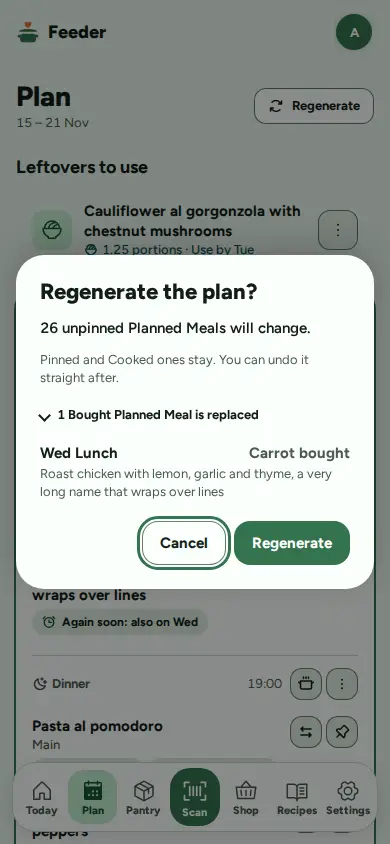 Feeder
A
Plan
15 – 21 Nov
Regenerate
Leftovers to use
Cauliflower al gorgonzola with
chestnut mushrooms
1.25 portions · Use by Tue
Regenerate the plan?
26 unpinned Planned Meals will change.
Pinned and Cooked ones stay. You can undo it
straight after.
1 Bought Planned Meal is replaced
Wed Lunch
Carrot bought
Roast chicken with lemon, garlic and thyme, a very
long name that wraps over lines
Cancel
Regenerate
wraps over lines
Again soon: also on Wed
Dinner
19:00
Pasta al pomodoro
Main
Today
Plan
Pantry
Scan
Shop
Recipes
Settings
peppers